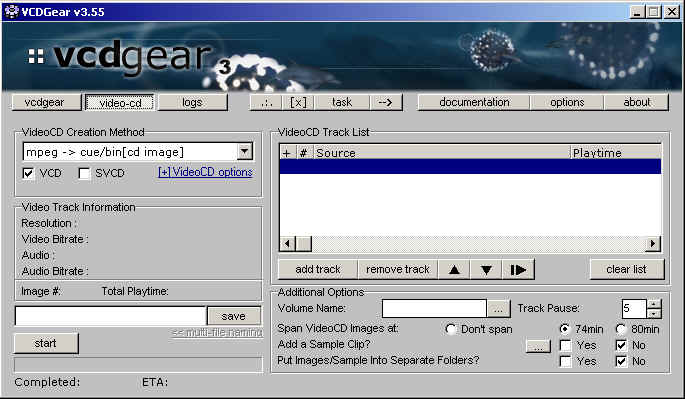 VCDGear v3.55
:: vcdgear 3
vcdgear video-cd logs .:. [x] task --> documentation options about
VideoCD Creation Method
mpeg -> cue/bin[cd image]
VCD SVCD [+] VideoCD options
Video Track Information
Resolution :
Video Bitrate :
Audio :
Audio Bitrate :
Image #: Total Playtime:
save
<< multi-file naming
start
Completed: ETA:
VideoCD Track List
+ # Source Playtime
add track remove track clear list
Additional Options
Volume Name: ... Track Pause: 5
Span VideoCD Images at: Don't span 74min 80min
Add a Sample Clip? ... Yes No
Put Images/Sample Into Separate Folders? Yes No